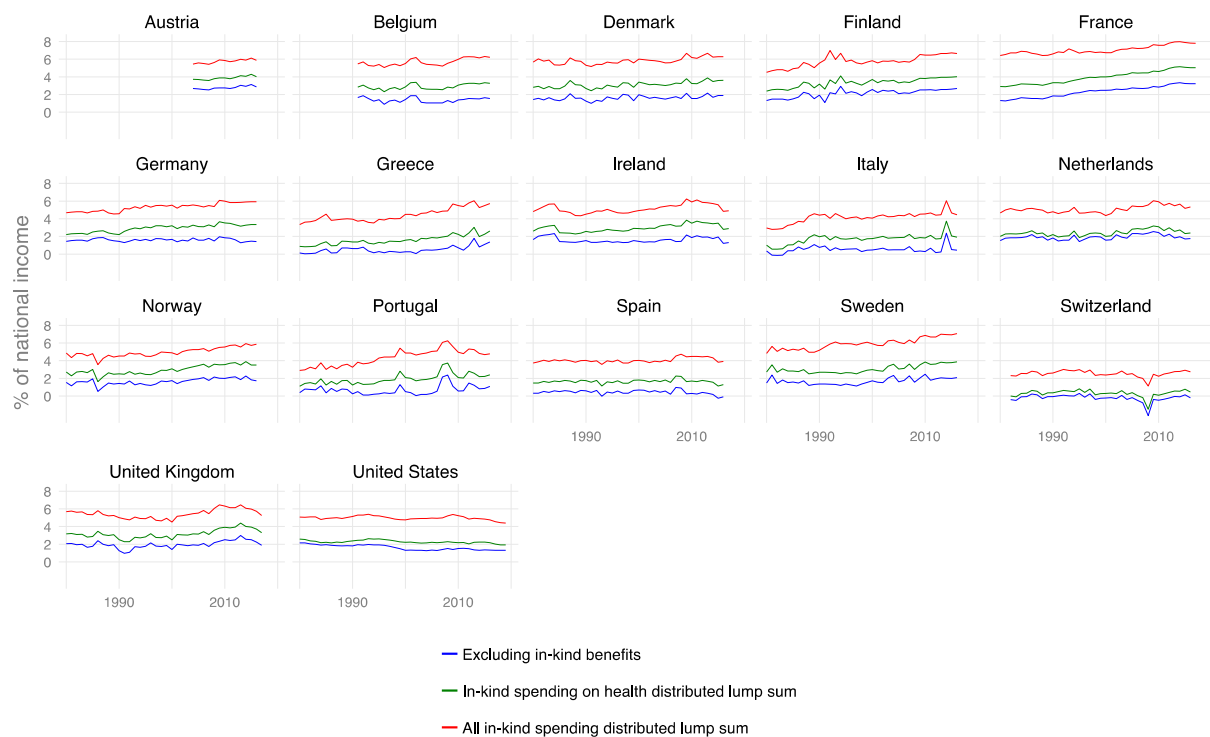 Austria
Belgium
Denmark
Finland
France
8
6
4
2
0
Germany
Greece
Ireland
Italy
Netherlands
8
6
4
2
0
Norway
Portugal
Spain
Sweden
Switzerland
8
6
4
2
0
1990
2010
1990
2010
1990
2010
United Kingdom
United States
8
6
4
2
0
1990
2010
1990
2010
% of national income
Excluding in-kind benefits
In-kind spending on health distributed lump sum
All in-kind spending distributed lump sum